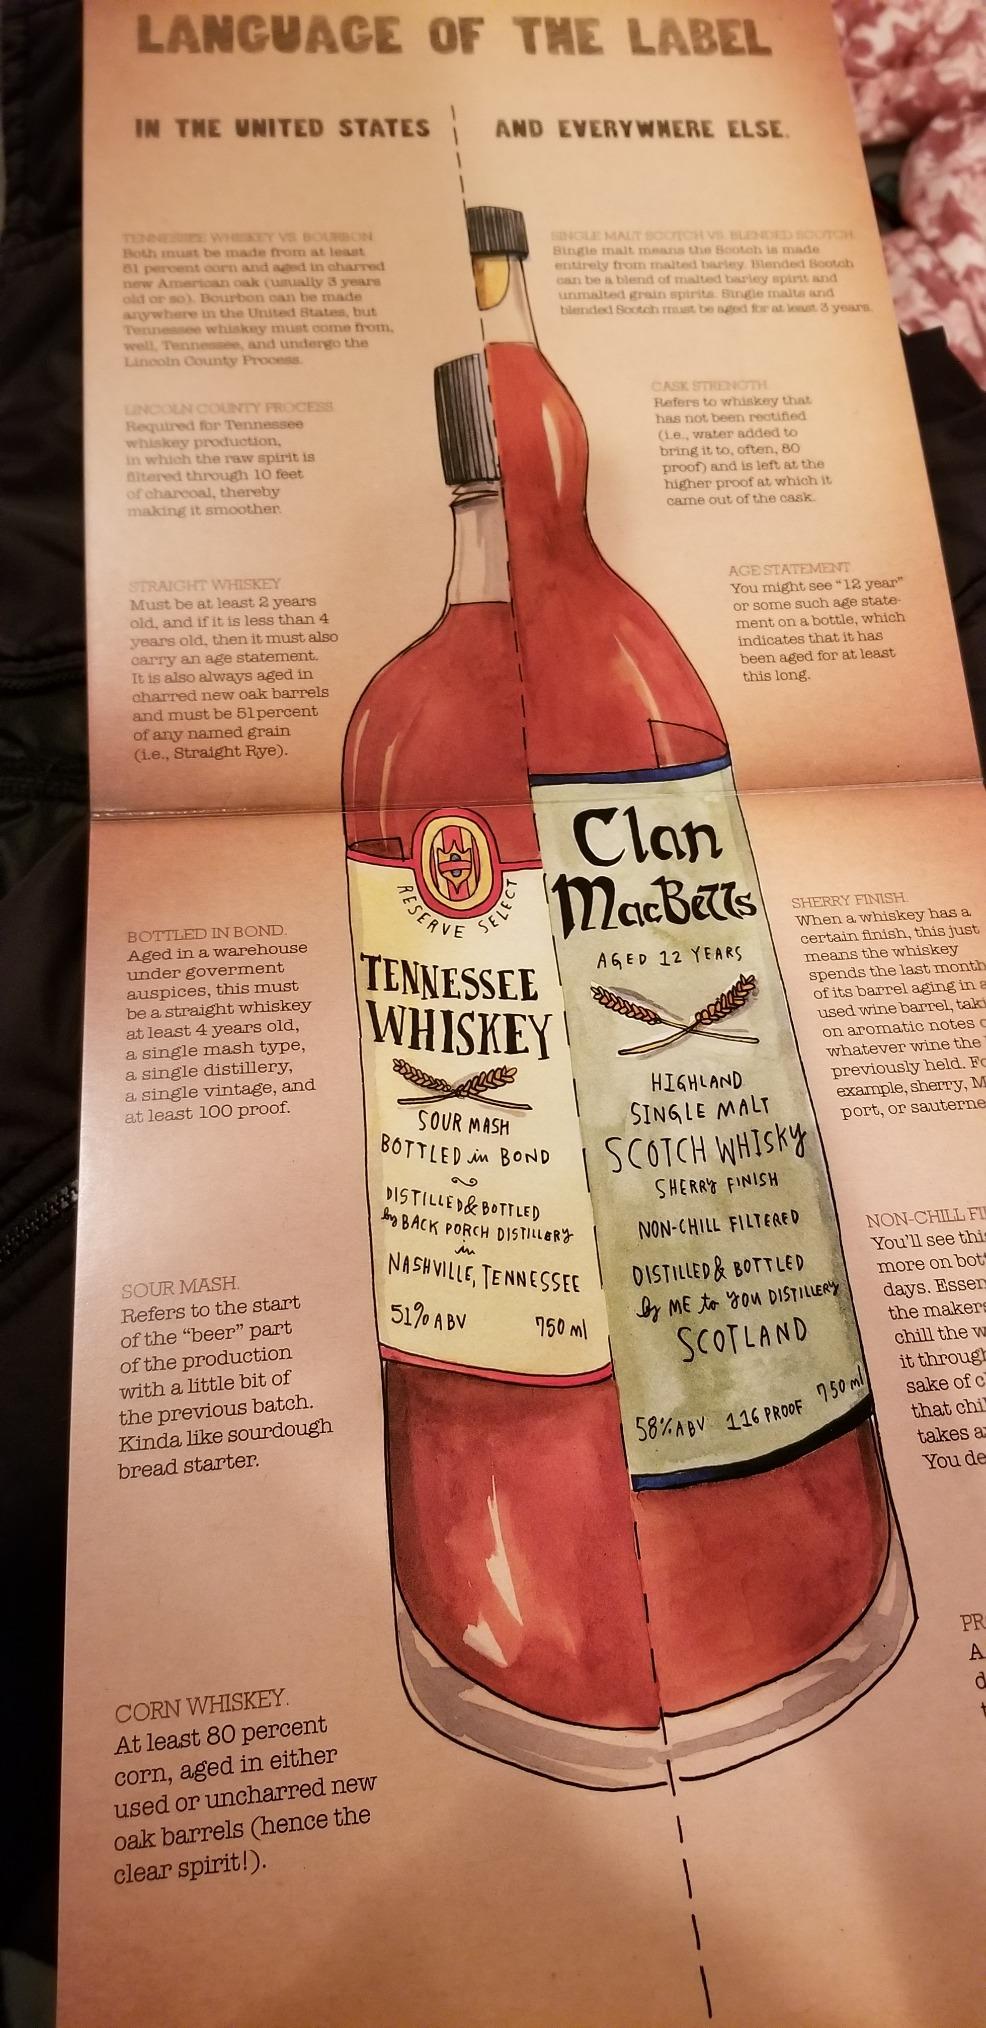 LANGUAGE OF THE LABEL
IN THE UNITED STATES
AND EVERYWHERE ELSE.
TENNESSEE WHISKEY VS. BOURBON.
Both must be made from at least
51 percent corn and aged in charred
new American oak (usually 3 years
old or so). Bourbon can be made
anywhere in the United States, but
Tennessee whiskey must come from,
well, Tennessee, and undergo the
Lincoln County Process.
LINCOLN COUNTY PROCESS.
Required for Tennessee
whiskey production,
in which the raw spirit is
filtered through 10 feet
of charcoal, thereby
making it smoother.
STRAIGHT WHISKEY
Must be at least 2 years
old, and if it is less than 4
years old, then it must also
carry an age statement.
It is also always aged in
charred new oak barrels
and must be 51 percent
of any named grain
(i.e., Straight Rye).
BOTTLED IN BOND.
Aged in a warehouse
under goverment
auspices, this must
be a straight whiskey
at least 4 years old,
a single mash type,
a single distillery,
a single vintage, and
at least 100 proof.
SOUR MASH.
Refers to the start
of the "beer" part
of the production
with a little bit of
the previous batch.
Kinda like sourdough
bread starter.
CORN WHISKEY.
At least 80 percent
corn, aged in either
used or uncharred new
oak barrels (hence the
clear spirit!).
RESERVE SELECT
TENNESSEE
WHISKEY
SOUR MASH
BOTTLED in BOND
DISTILLED & BOTTLED
by BACK PORCH DISTILLERY
in
NASHVILLE, TENNESSEE
51% ABV 750 ml
Clan
MacBetts
AGED 12 YEARS
HIGHLAND
SINGLE MALT
SCOTCH WHISKY
SHERRY FINISH
NON-CHILL FILTERED
DISTILLED & BOTTLED
by ME to YOU DISTILLERY
SCOTLAND
58% ABV 116 PROOF 750 ml
SINGLE MALT SCOTCH VS. BLENDED SCOTCH.
Single malt means the Scotch is made
entirely from malted barley. Blended Scotch
can be a blend of malted barley spirit and
unmalted grain spirits. Single malts and
blended Scotch must be aged for at least 3 years.
CASK STRENGTH.
Refers to whiskey that
has not been rectified
(i.e., water added to
bring it to, often, 80
proof) and is left at the
higher proof at which it
came out of the cask.
AGE STATEMENT
You might see "12 year"
or some such age state-
ment on a bottle, which
indicates that it has
been aged for at least
this long.
SHERRY FINISH.
When a whiskey has a
certain finish, this just
means the whiskey
spends the last month
of its barrel aging in a
used wine barrel, taki
on aromatic notes o
whatever wine the
previously held. Fo
example, sherry, M
port, or sauterne
NON-CHILL FI
You'll see this
more on bot
days. Essen
the makers
chill the w
it through
sake of c
that chi
takes a
You de
PR
A
d